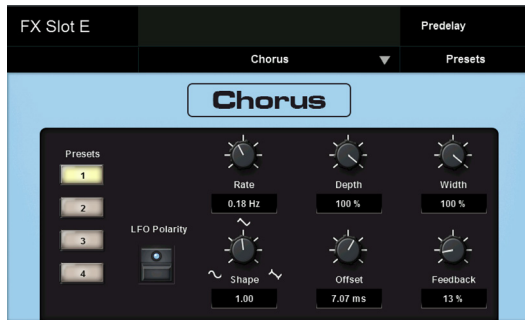 FX Slot E
Predelay
Chorus
Presets
Chorus
Presets
1
2
3
4
LFO Polarity
Rate
0.18 Hz
Depth
100 %
Width
100 %
Shape
1.00
Offset
7.07 ms
Feedback
13 %